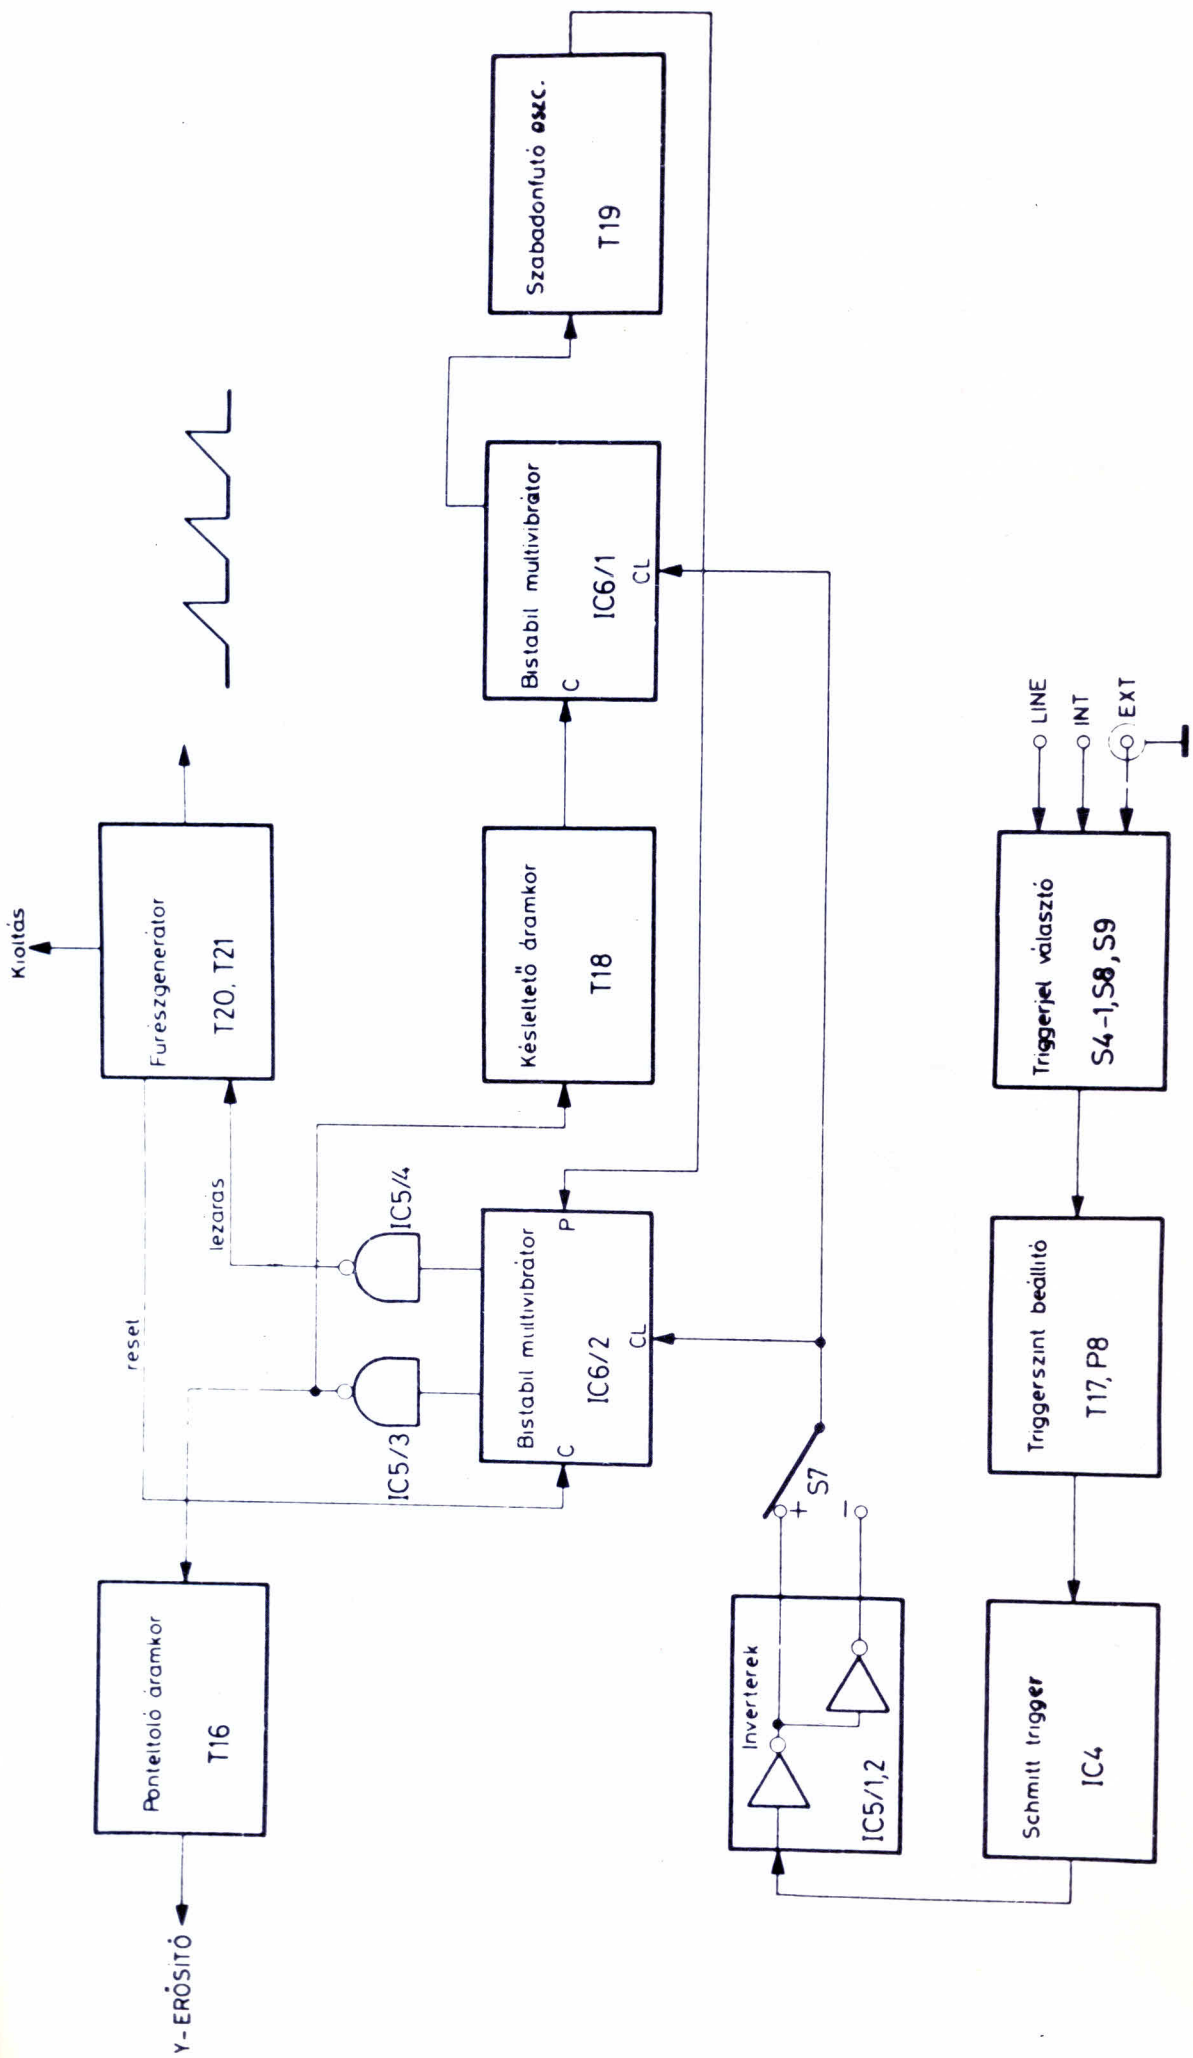 Kioltás
Y-ERŐSÍTŐ
Ponteltoló áramkör
T16
reset
Fűrészgenerátor
T20, T21
lezárás
IC5/3
IC5/4
Bistabil multivibrátor
IC6/2
C
P
CL
Késleltető áramkor
T18
Bistabil multivibrátor
IC6/1
C
CL
Szabadonfutó oszc.
T19
Inverterek
IC5/1,2
+
–
S7
Schmitt trigger
IC4
Triggerszint beállító
T17, P8
Triggerjel választó
S4-1, S8, S9
LINE
INT
EXT